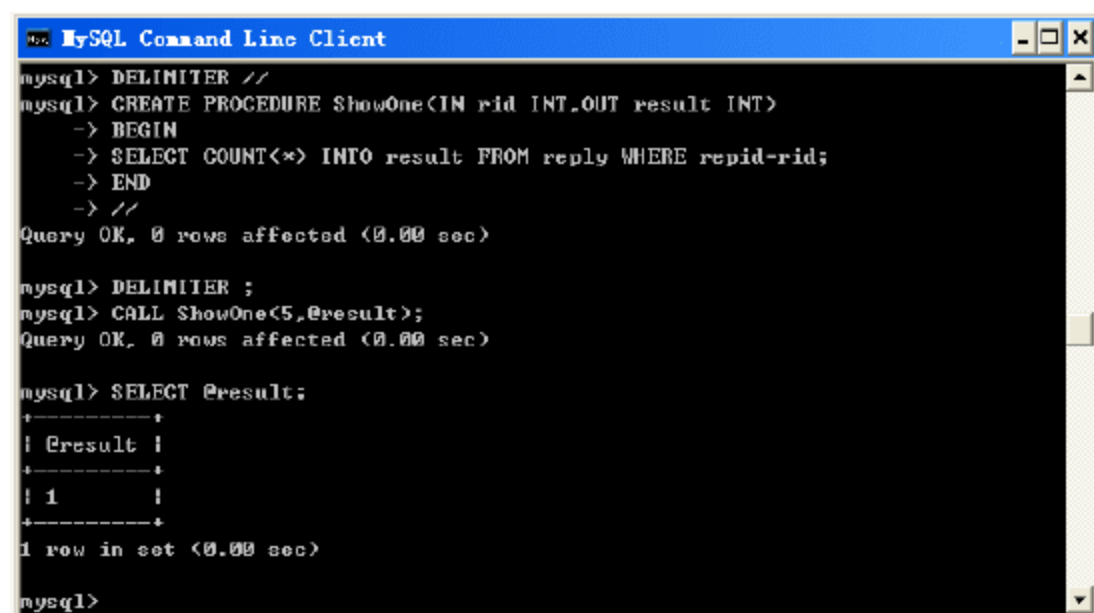 MySQL Command Line Client
mysql> DELIMITER //
mysql> CREATE PROCEDURE ShowOne(IN rid INT,OUT result INT)
    -> BEGIN
    -> SELECT COUNT(*) INTO result FROM reply WHERE repid=rid;
    -> END
    -> //
Query OK, 0 rows affected (0.00 sec)
mysql> DELIMITER ;
mysql> CALL ShowOne(5,@result);
Query OK, 0 rows affected (0.00 sec)
mysql> SELECT @result;
+---------+
| @result |
+---------+
| 1       |
+---------+
1 row in set (0.00 sec)
mysql>